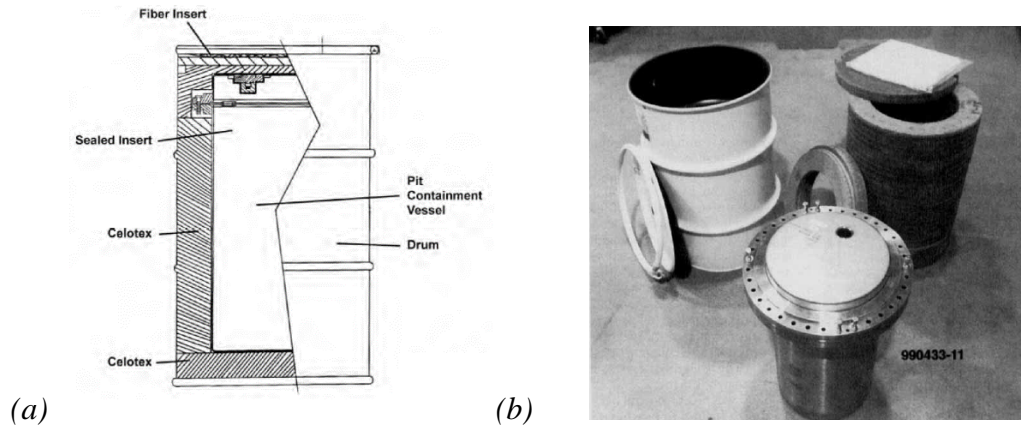 Fiber Insert
Sealed Insert
Pit
Containment
Vessel
Celotex
Drum
Celotex
(a)
(b)
990433-11